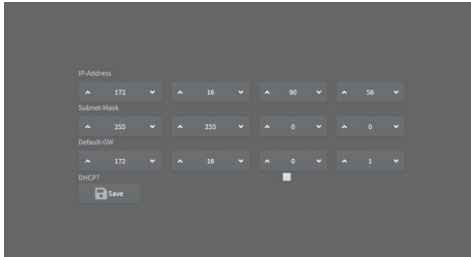 IP-Address
172 16 90 56
Subnet-Mask
255 255 0 0
Default-GW
172 16 0 1
DHCP?
Save